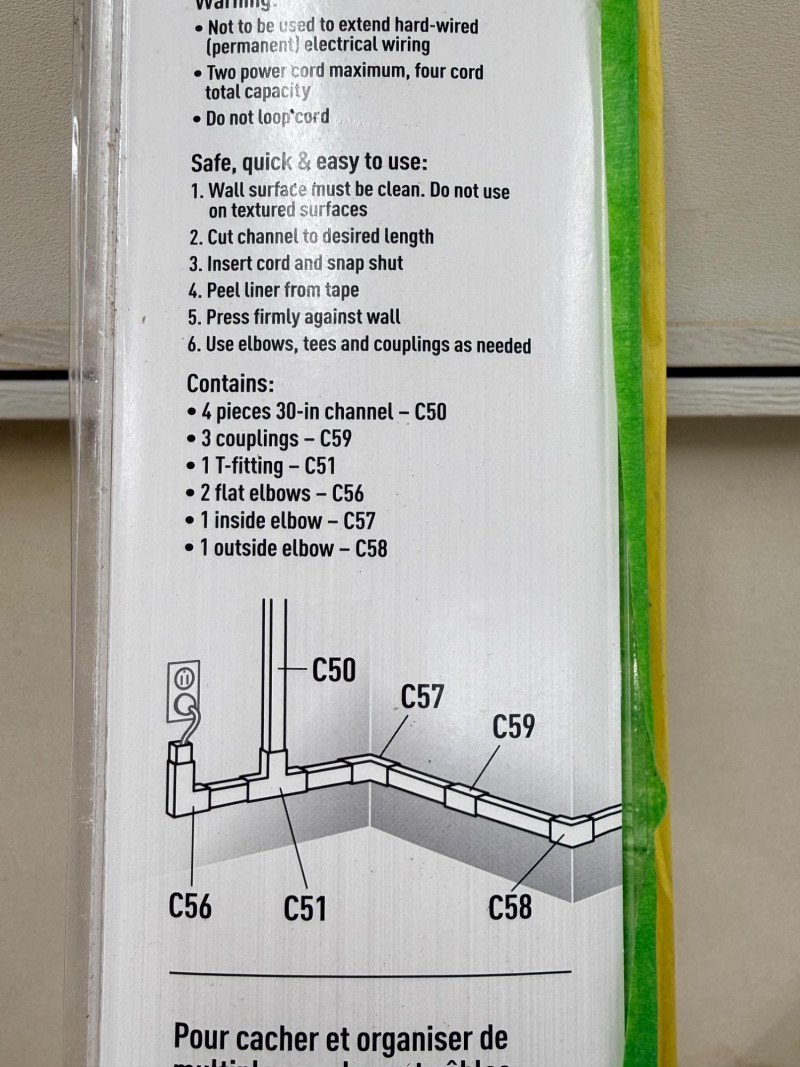 Warning:
• Not to be used to extend hard-wired
(permanent) electrical wiring
• Two power cord maximum, four cord
total capacity
• Do not loop cord
Safe, quick & easy to use:
1. Wall surface must be clean. Do not use
on textured surfaces
2. Cut channel to desired length
3. Insert cord and snap shut
4. Peel liner from tape
5. Press firmly against wall
6. Use elbows, tees and couplings as needed
Contains:
• 4 pieces 30-in channel – C50
• 3 couplings – C59
• 1 T-fitting – C51
• 2 flat elbows – C56
• 1 inside elbow – C57
• 1 outside elbow – C58
C50
C57
C59
C56
C51
C58
Pour cacher et organiser de